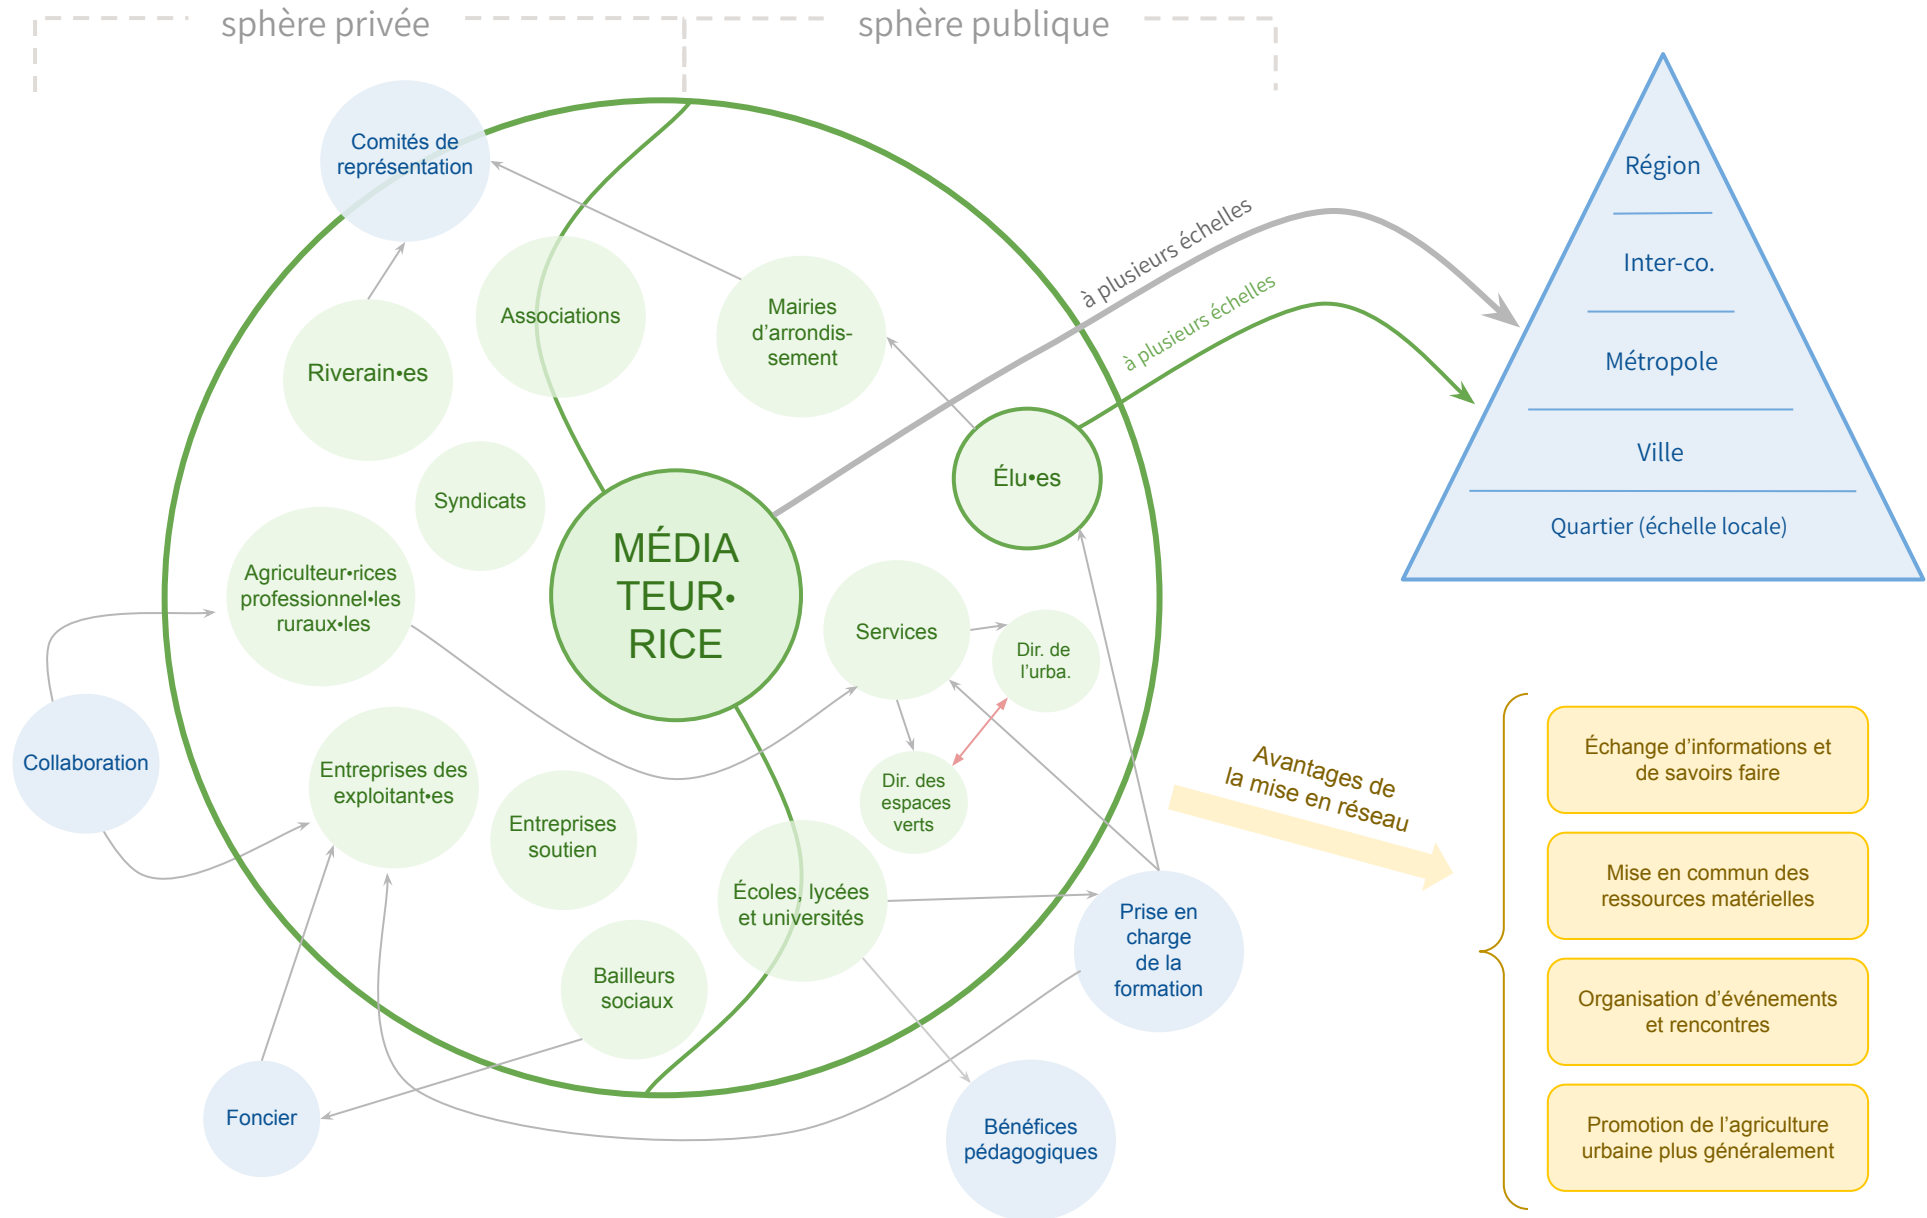 sphère privée
sphère publique
Comités de
représentation
Associations
Mairies
d’arrondis-
sement
Riverain•es
Élu•es
Syndicats
MÉDIA
TEUR•
RICE
Agriculteur•rices
professionnel•les
ruraux•les
Services
Dir. de
l’urba.
Collaboration
Entreprises des
exploitant•es
Entreprises
soutien
Dir. des
espaces
verts
Écoles, lycées
et universités
Prise en
charge
de la
formation
Bailleurs
sociaux
Foncier
Bénéfices
pédagogiques
à plusieurs échelles
à plusieurs échelles
Région
Inter-co.
Métropole
Ville
Quartier (échelle locale)
Avantages de
la mise en réseau
Échange d’informations et
de savoirs faire
Mise en commun des
ressources matérielles
Organisation d’événements
et rencontres
Promotion de l’agriculture
urbaine plus généralement